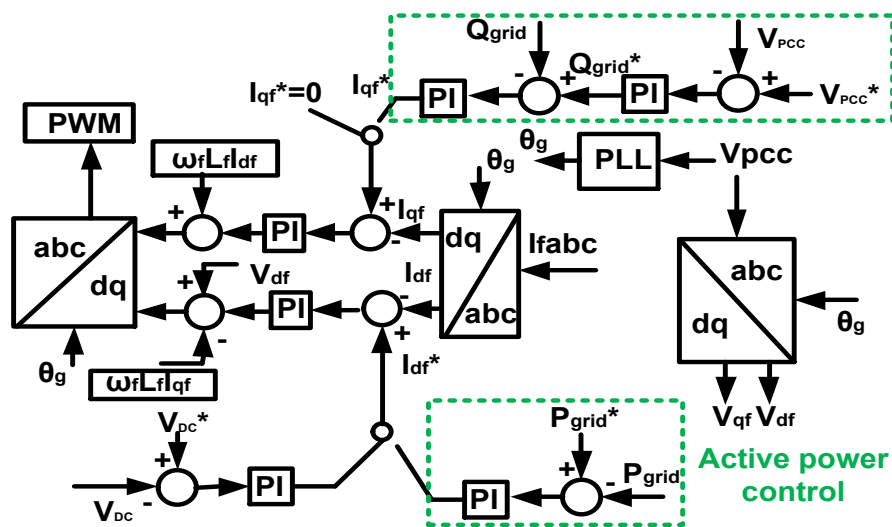 Qgrid
VPCC
Iqf*=0
Iqf*
PI
-
+
Qgrid*
PI
-
+
VPCC*
PWM
ωfLfIdf
θg
θg
PLL
Vpcc
+
PI
+
-
Iqf
dq
abc
Ifabc
abc
dq
Vdf
+
-
PI
Idf
-
+
abc
dq
θg
θg
ωfLfIqf
Idf*
Vqf
Vdf
VDC*
+
-
VDC
PI
Pgrid*
+
-
Pgrid
PI
Active power
control